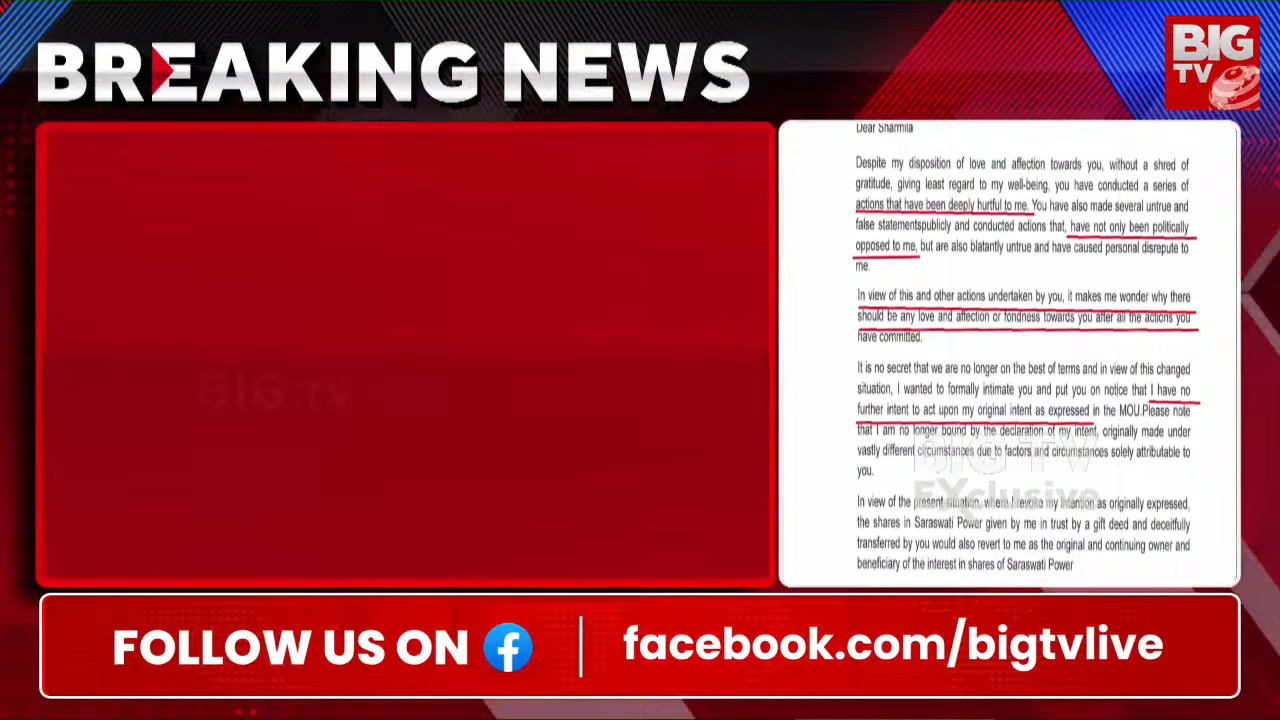 BREAKING NEWS
BIG
TV
Dear Sharmila
Despite my disposition of love and affection towards you, without a shred of
gratitude, giving least regard to my well-being, you have conducted a series of
actions that have been deeply hurtful to me. You have also made several untrue and
false statementspublicly and conducted actions that, have not only been politically
opposed to me, but are also blatantly untrue and have caused personal disrepute to
me.
In view of this and other actions undertaken by you, it makes me wonder why there
should be any love and affection or fondness towards you after all the actions you
have committed.
It is no secret that we are no longer on the best of terms and in view of this changed
situation, I wanted to formally intimate you and put you on notice that I have no
further intent to act upon my original intent as expressed in the MOU.Please note
that I am no longer bound by the declaration of my intent, originally made under
vastly different circumstances due to factors and circumstances solely attributable to
you.
In view of the present situation, where I revoke my intention as originally expressed,
the shares in Saraswati Power given by me in trust by a gift deed and deceitfully
transferred by you would also revert to me as the original and continuing owner and
beneficiary of the interest in shares of Saraswati Power
BIG TV
BIG TV
EXclusive
FOLLOW US ON
facebook.com/bigtvlive